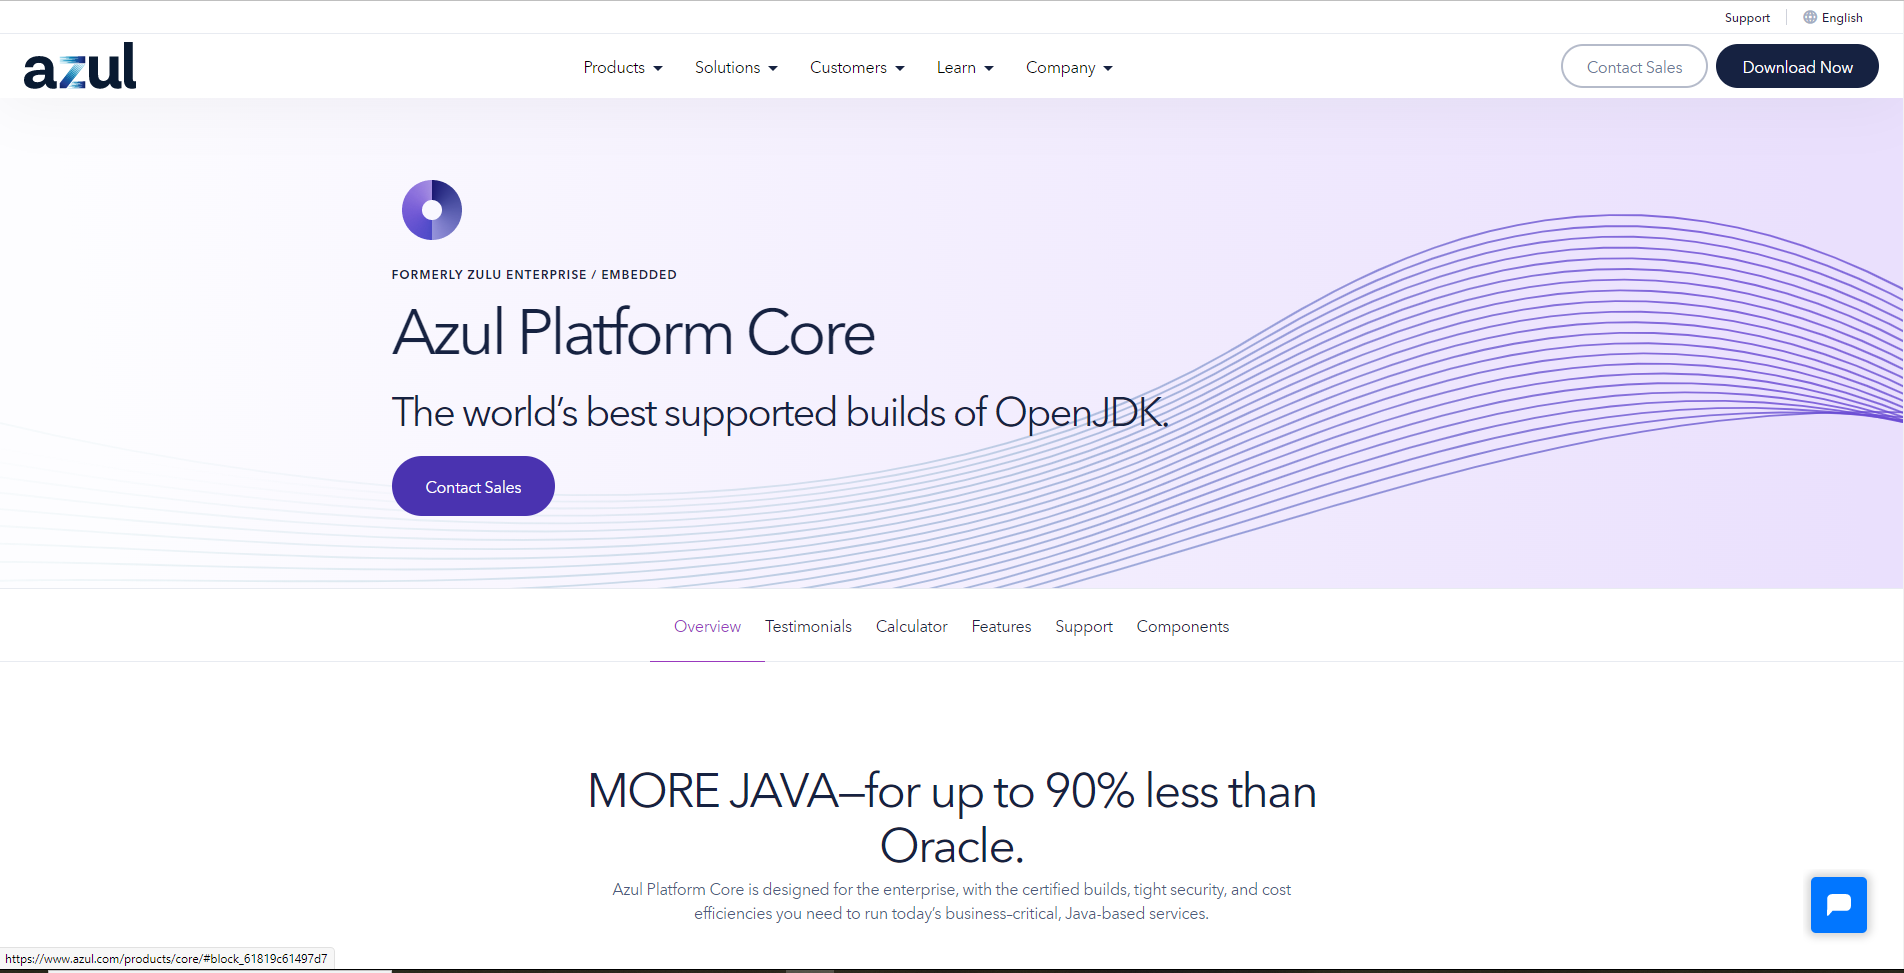 Support
English
azul
Products
Solutions
Customers
Learn
Company
Contact Sales
Download Now
FORMERLY ZULU ENTERPRISE / EMBEDDED
Azul Platform Core
The world's best supported builds of OpenJDK.
Contact Sales
Overview
Testimonials
Calculator
Features
Support
Components
MORE JAVA—for up to 90% less than
Oracle.
Azul Platform Core is designed for the enterprise, with the certified builds, tight security, and cost
efficiencies you need to run today's business-critical, Java-based services.
https://www.azul.com/products/core/#block_61819c61497d7